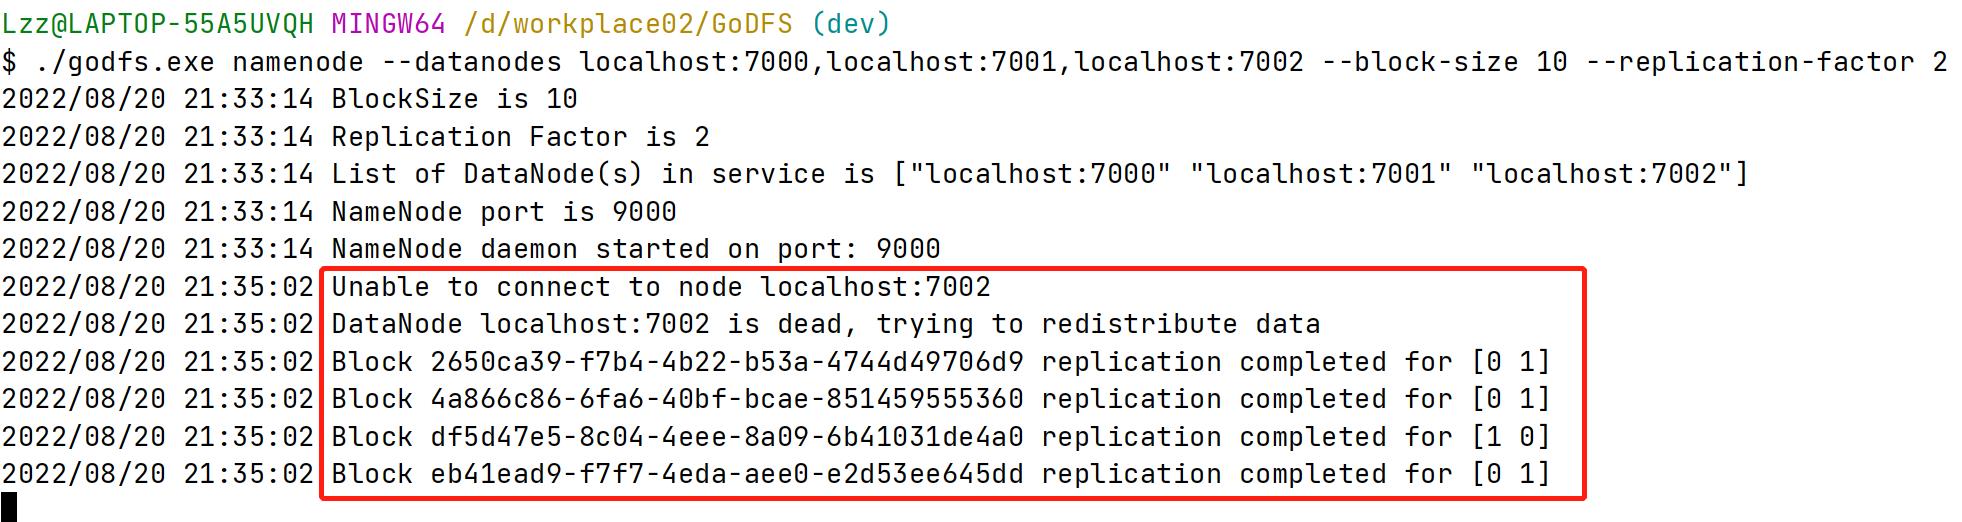 Lzz@LAPTOP-55A5UVQH MINGW64 /d/workplace02/GoDFS (dev)
$ ./godfs.exe namenode --datanodes localhost:7000,localhost:7001,localhost:7002 --block-size 10 --replication-factor 2
2022/08/20 21:33:14 BlockSize is 10
2022/08/20 21:33:14 Replication Factor is 2
2022/08/20 21:33:14 List of DataNode(s) in service is ["localhost:7000" "localhost:7001" "localhost:7002"]
2022/08/20 21:33:14 NameNode port is 9000
2022/08/20 21:33:14 NameNode daemon started on port: 9000
2022/08/20 21:35:02 Unable to connect to node localhost:7002
2022/08/20 21:35:02 DataNode localhost:7002 is dead, trying to redistribute data
2022/08/20 21:35:02 Block 2650ca39-f7b4-4b22-b53a-4744d49706d9 replication completed for [0 1]
2022/08/20 21:35:02 Block 4a866c86-6fa6-40bf-bcae-851459555360 replication completed for [0 1]
2022/08/20 21:35:02 Block df5d47e5-8c04-4eee-8a09-6b41031de4a0 replication completed for [1 0]
2022/08/20 21:35:02 Block eb41ead9-f7f7-4eda-aee0-e2d53ee645dd replication completed for [0 1]